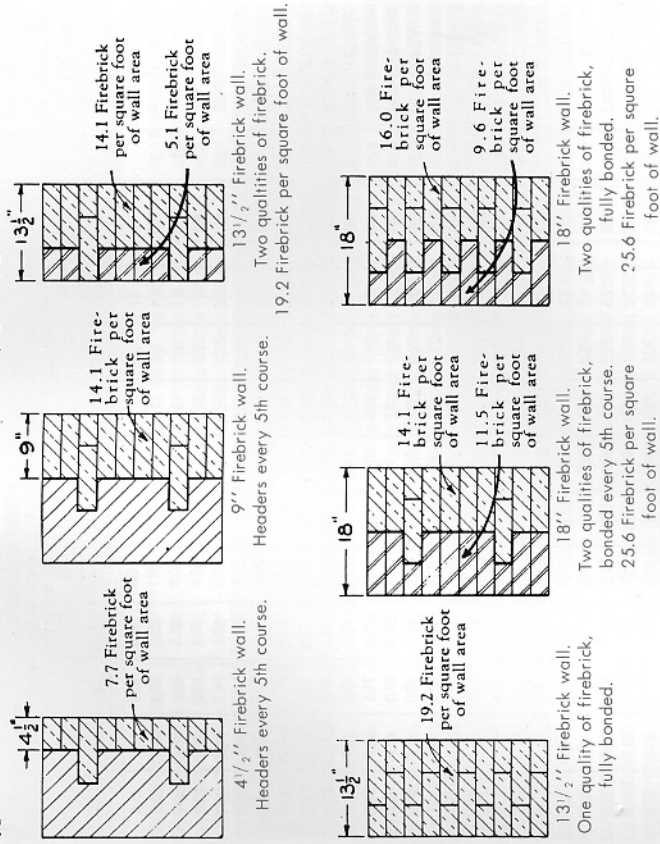 4½"
7.7 Firebrick
per square foot
of wall area
4½" Firebrick wall.
Headers every 5th course.
9"
14.1 Fire-
brick per
square foot
of wall area
9" Firebrick wall.
Headers every 5th course.
13½"
14.1 Firebrick
per square foot
of wall area
5.1 Firebrick
per square foot
of wall area
13½" Firebrick wall.
Two qualtities of firebrick.
19.2 Firebrick per square foot of wall.
13½"
19.2 Firebrick
per square foot
of wall area
13½" Firebrick wall.
One quality of firebrick,
fully bonded.
18"
14.1 Fire-
brick per
square foot
of wall area
11.5 Fire-
brick per
square foot
of wall area
18" Firebrick wall.
Two qualities of firebrick,
bonded every 5th course.
25.6 Firebrick per square
foot of wall.
18"
16.0 Fire-
brick per
square foot
of wall area
9.6 Fire-
brick per
square foot
of wall area
18" Firebrick wall.
Two qualities of firebrick,
fully bonded.
25.6 Firebrick per square
foot of wall.